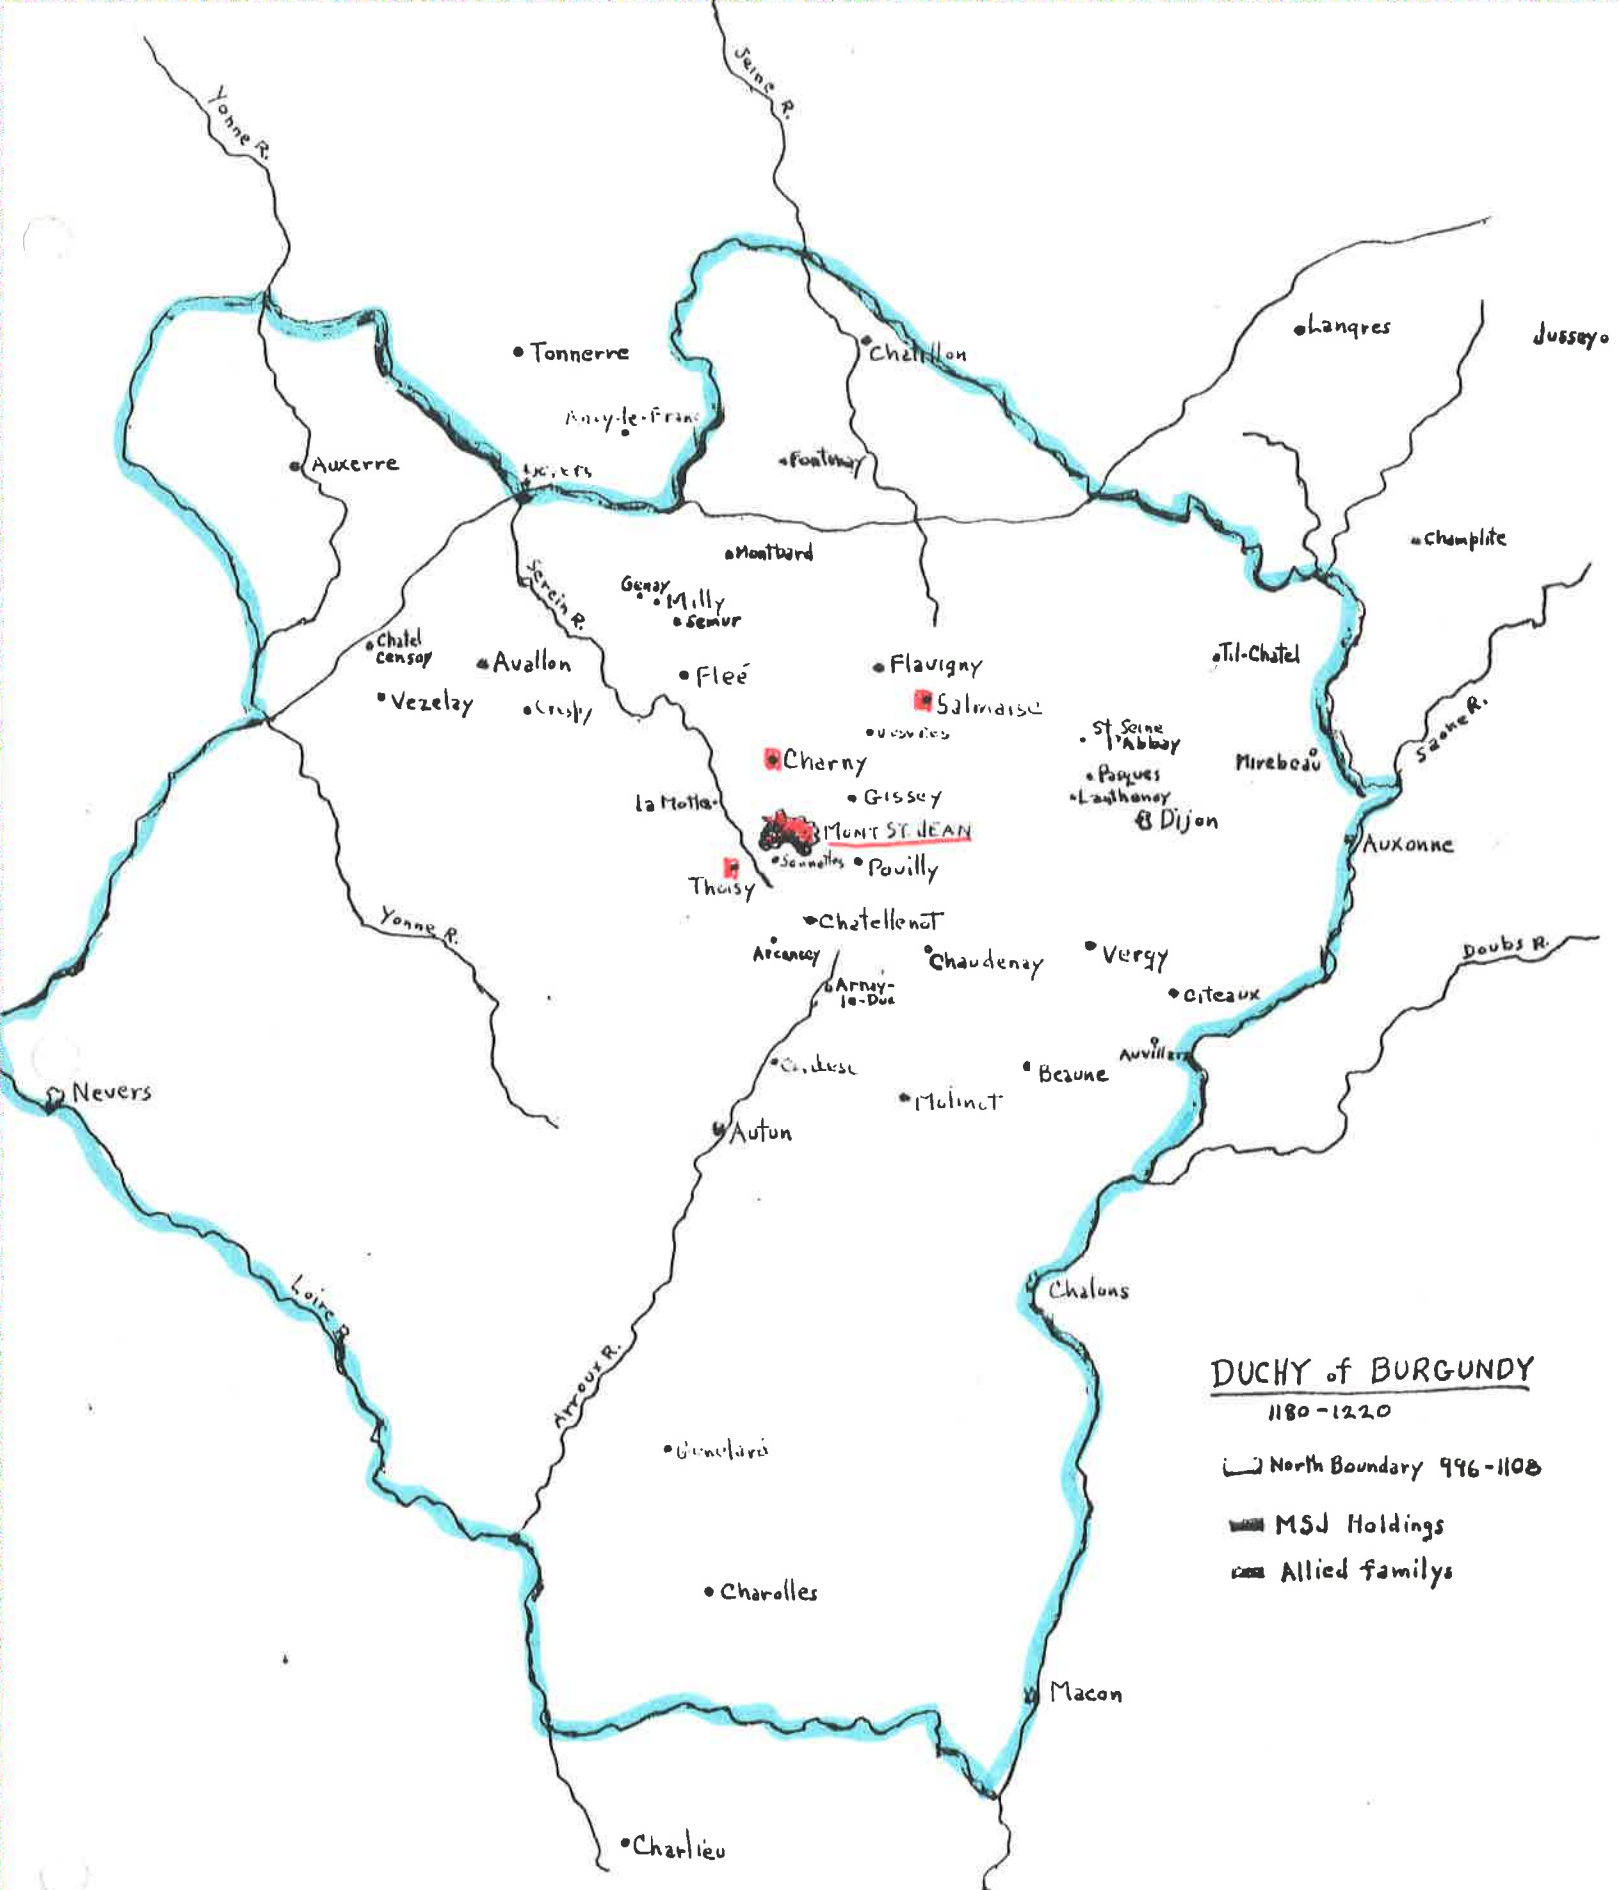 Seine R.
Yonne R.
Langres
Jussey
Tonnerre
Chatillon
Auxerre
Fontenay
Montbard
Champlite
Serein R.
Genay
Milly
Semur
Chatel
Censoy
Avallon
Fleé
Flavigny
Til-Chatel
Vezelay
Salmaise
St Seine
l'Abbay
Saone R.
Charny
Mirebeau
Pasques
La Motte
Gissey
Dijon
MONT ST. JEAN
Auxonne
Pouilly
Thoisy
Chatellenot
Yonne R.
Arconcey
Chaudenay
Vergy
Doubs R.
Arnay-
le-Duc
Citeaux
Auvillars
Beaune
Nevers
Molinot
Autun
Loire R.
Chalons
Arroux R.
DUCHY of BURGUNDY
1180-1220
North Boundary 996-1108
MSJ Holdings
Allied familys
Charolles
Macon
Charlieu